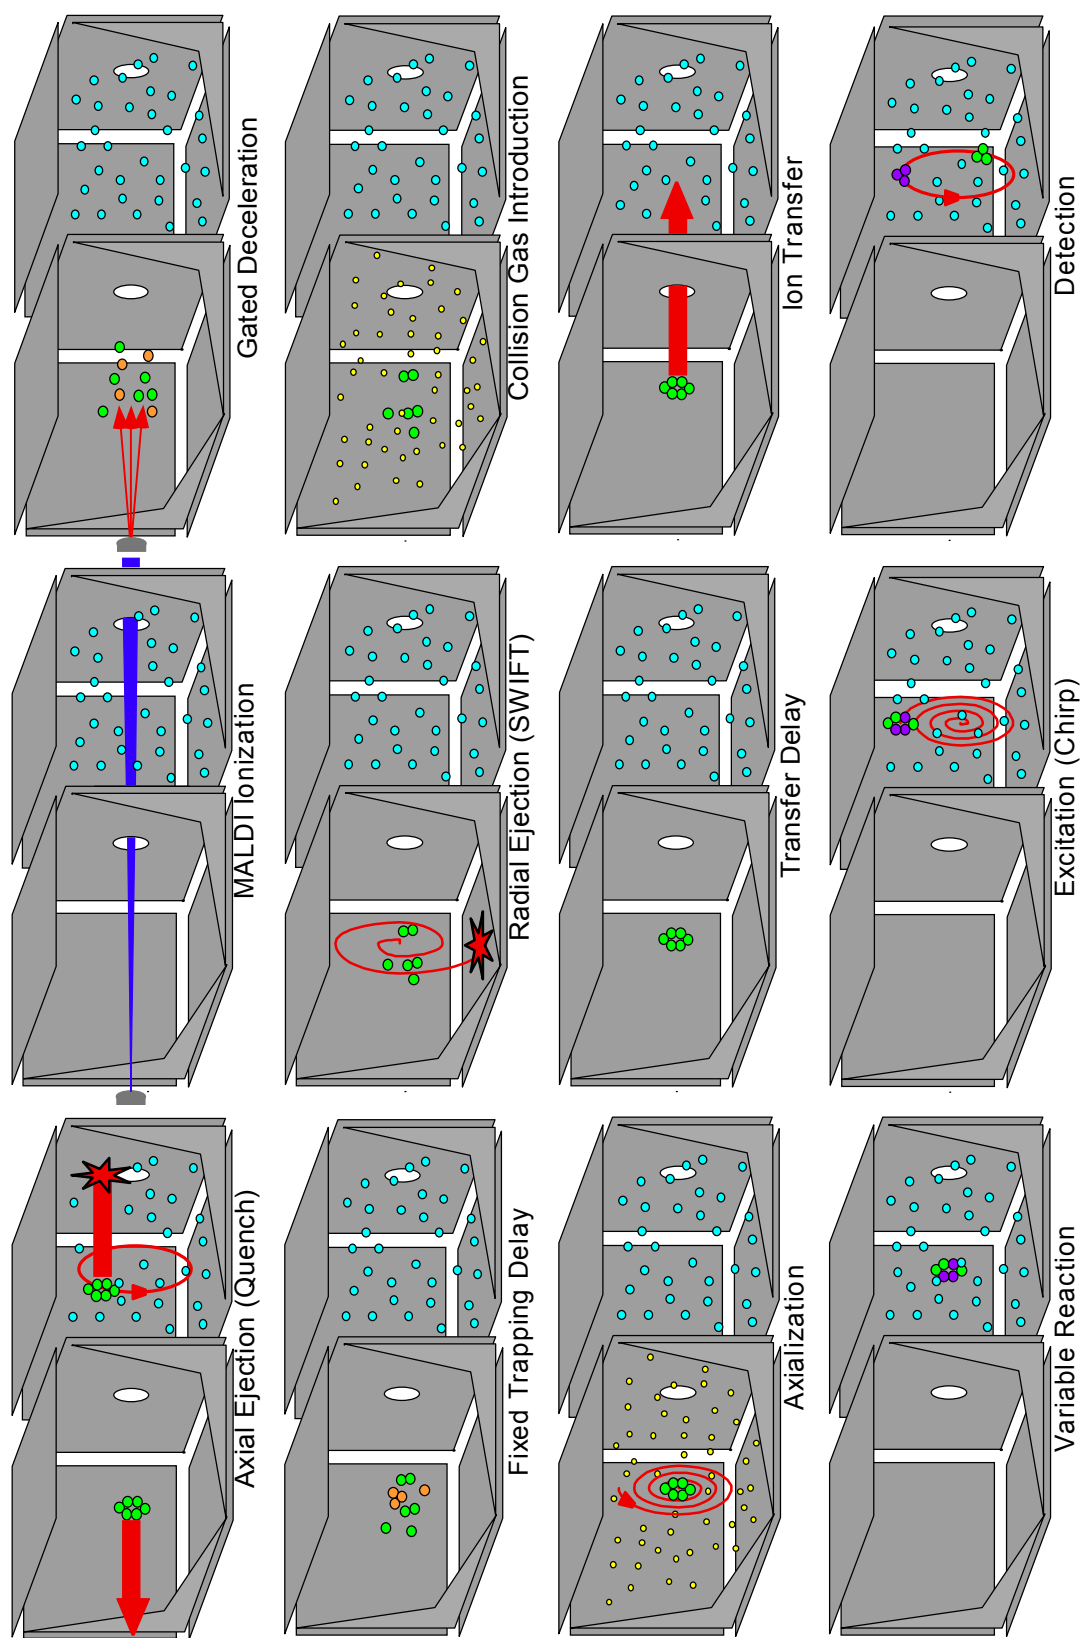 Axial Ejection (Quench)
MALDI Ionization
Gated Deceleration
Fixed Trapping Delay
Radial Ejection (SWIFT)
Collision Gas Introduction
Axialization
Transfer Delay
Ion Transfer
Variable Reaction
Excitation (Chirp)
Detection